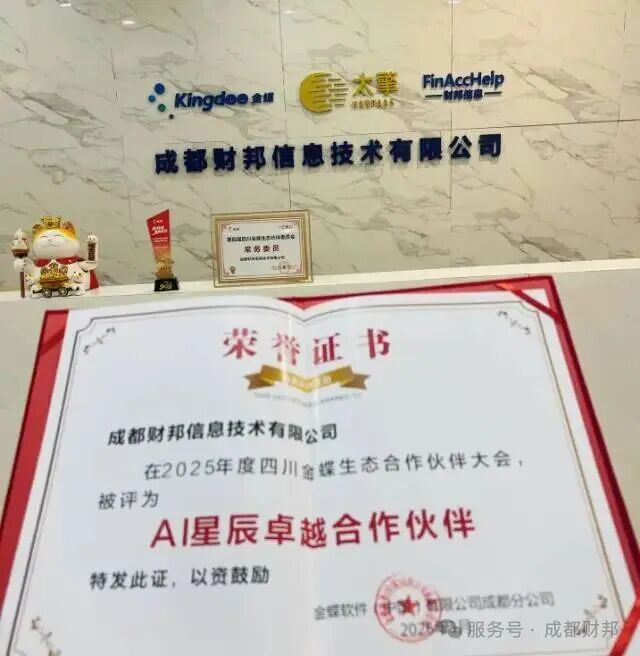 Kingdee 金蝶
太擎
FinAccHelp
财邦信息
成都财邦信息技术有限公司
常务委员
荣誉证书
成都财邦信息技术有限公司
在2025年度四川金蝶生态合作伙伴大会，
被评为
AI星辰卓越合作伙伴
特发此证，以资鼓励
金蝶软件（中国）有限公司成都分公司
服务号 · 成都财邦